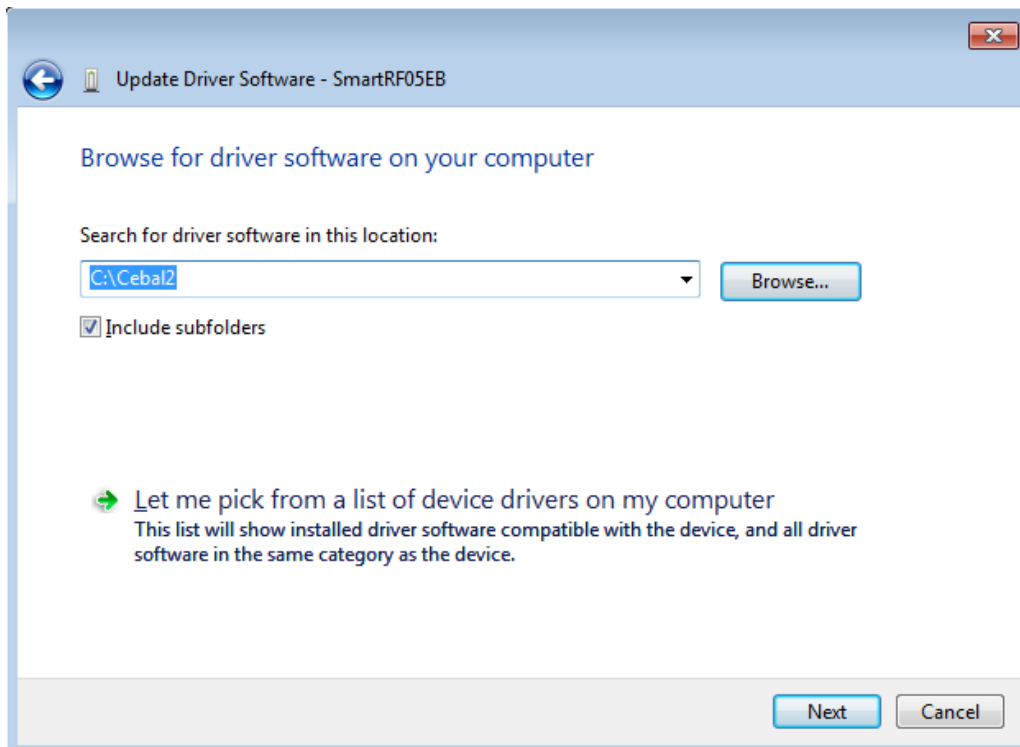 Update Driver Software - SmartRF05EB
Browse for driver software on your computer
Search for driver software in this location:
C:\Cebal2
Browse...
Include subfolders
Let me pick from a list of device drivers on my computer
This list will show installed driver software compatible with the device, and all driver
software in the same category as the device.
Next
Cancel